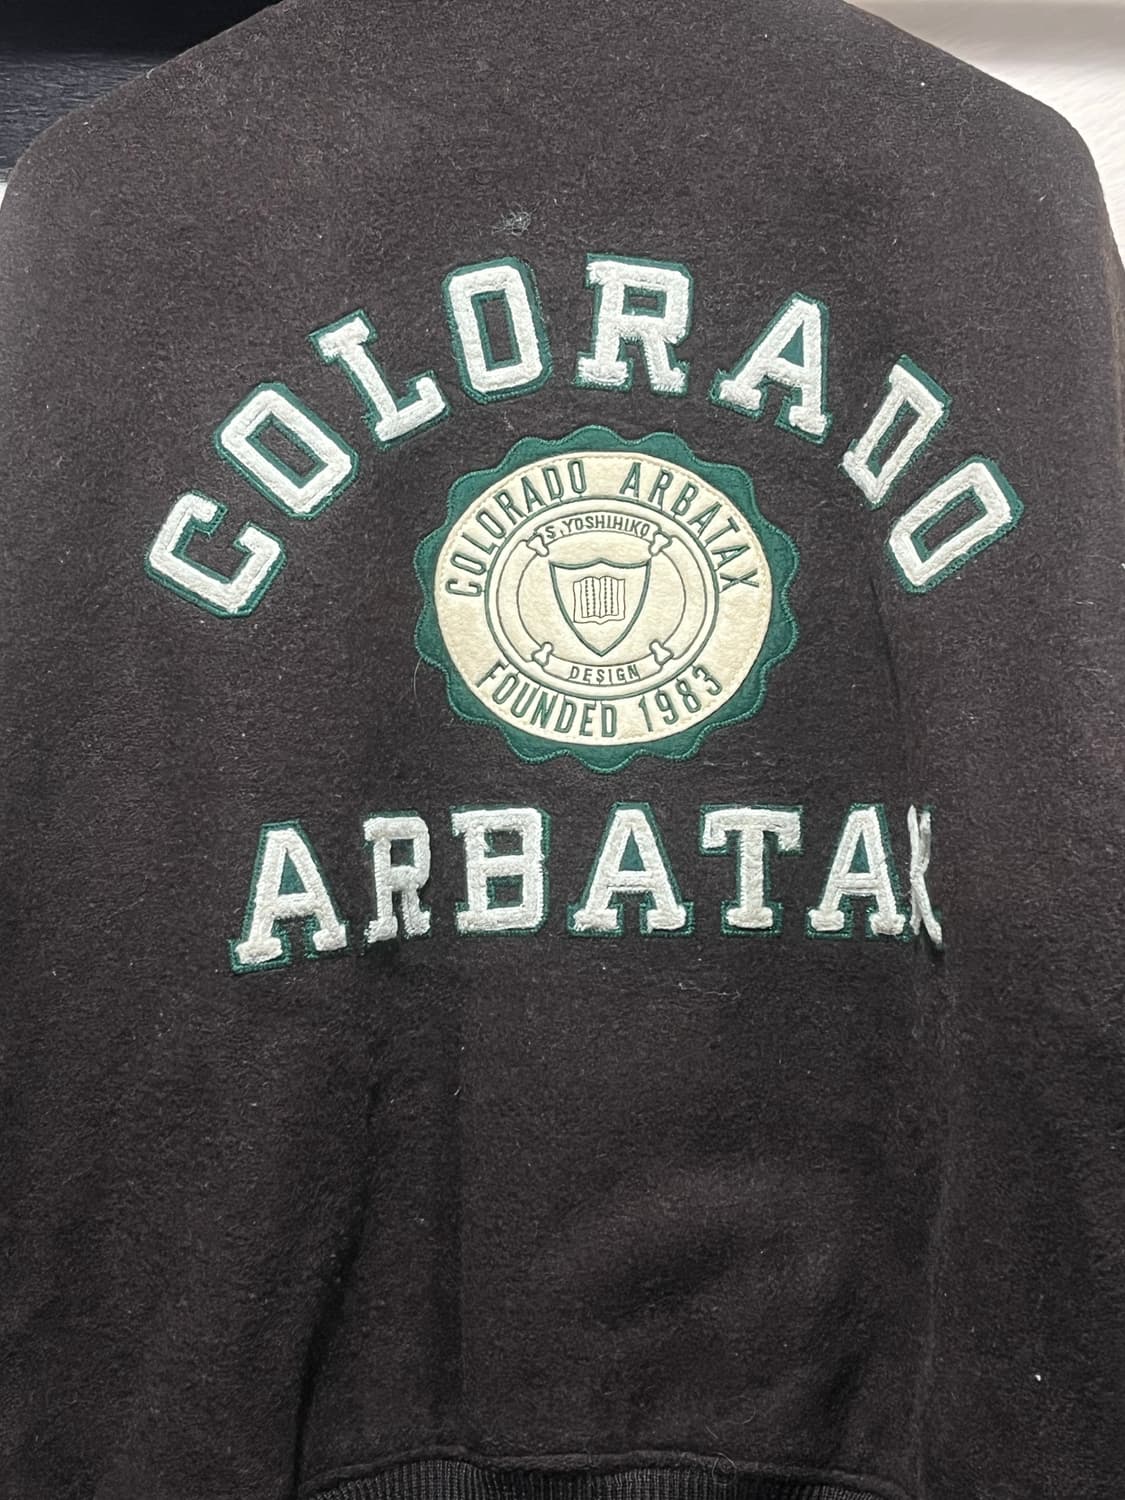 COLORADO
COLORADO ARBATAX
S.YOSHIHIKO
DESIGN
FOUNDED 1983
ARBATAX